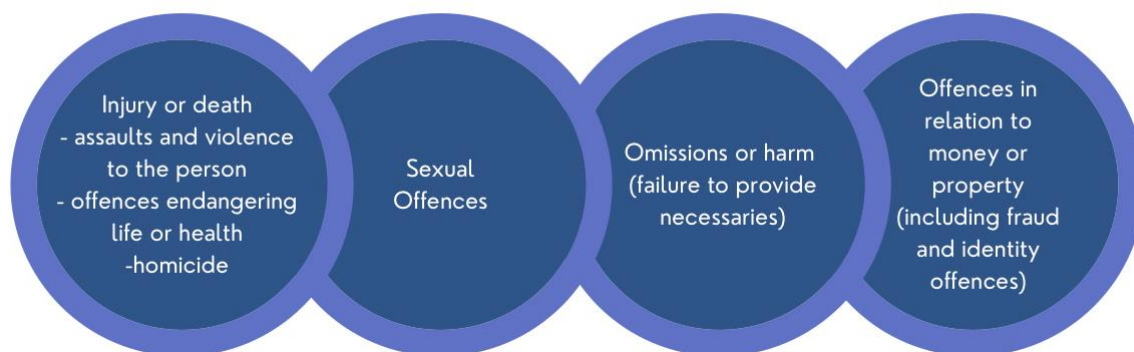 Injury or death
- assaults and violence
to the person
- offences endangering
life or health
-homicide
Sexual
Offences
Omissions or harm
(failure to provide
necessaries)
Offences in
relation to
money or
property
(including fraud
and identity
offences)